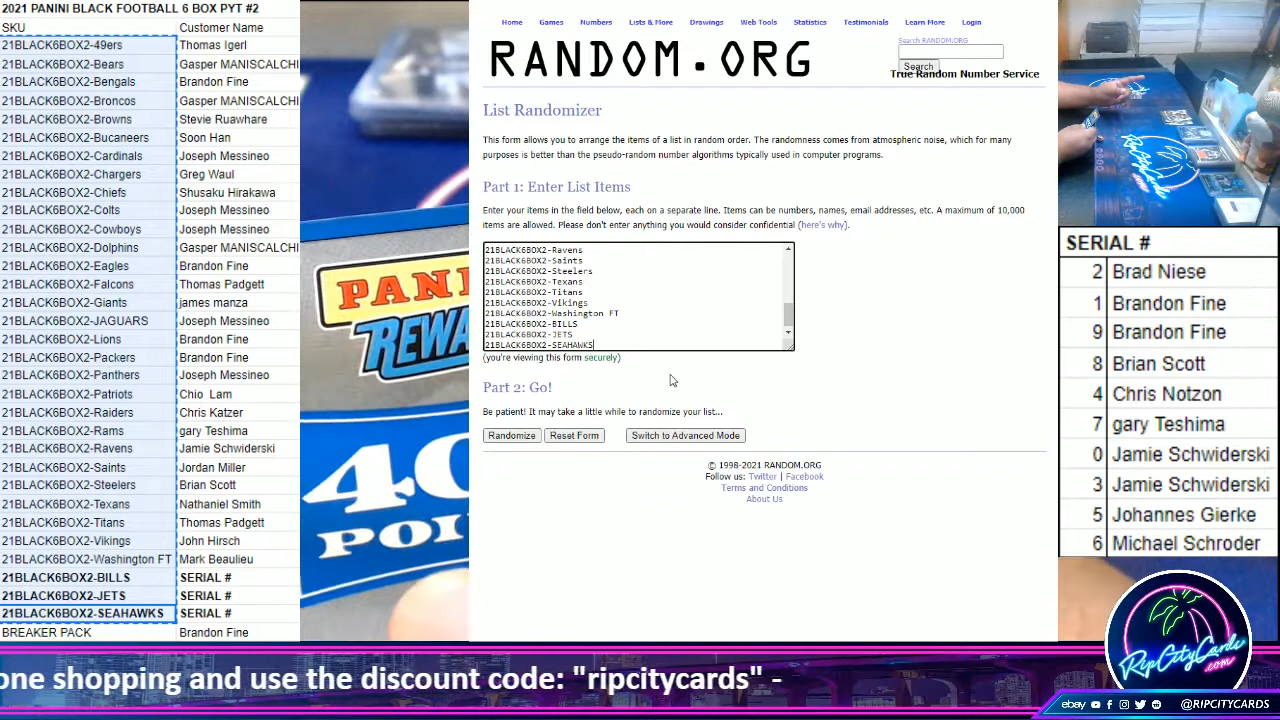 2021 PANINI BLACK FOOTBALL 6 BOX PYT #2
SKU Customer Name
21BLACK6BOX2-49ers Thomas Igerl
21BLACK6BOX2-Bears Gasper MANISCALCHI
21BLACK6BOX2-Bengals Brandon Fine
21BLACK6BOX2-Broncos Gasper MANISCALCHI
21BLACK6BOX2-Browns Stevie Ruawhare
21BLACK6BOX2-Bucaneers Soon Han
21BLACK6BOX2-Cardinals Joseph Messineo
21BLACK6BOX2-Chargers Greg Waul
21BLACK6BOX2-Chiefs Shusaku Hirakawa
21BLACK6BOX2-Colts Joseph Messineo
21BLACK6BOX2-Cowboys Joseph Messineo
21BLACK6BOX2-Dolphins Gasper MANISCALCHI
21BLACK6BOX2-Eagles Brandon Fine
21BLACK6BOX2-Falcons Thomas Padgett
21BLACK6BOX2-Giants james manza
21BLACK6BOX2-JAGUARS Joseph Messineo
21BLACK6BOX2-Lions Brandon Fine
21BLACK6BOX2-Packers Brandon Fine
21BLACK6BOX2-Panthers Joseph Messineo
21BLACK6BOX2-Patriots Chio Lam
21BLACK6BOX2-Raiders Chris Katzer
21BLACK6BOX2-Rams gary Teshima
21BLACK6BOX2-Ravens Jamie Schwiderski
21BLACK6BOX2-Saints Jordan Miller
21BLACK6BOX2-Steelers Brian Scott
21BLACK6BOX2-Texans Nathaniel Smith
21BLACK6BOX2-Titans Thomas Padgett
21BLACK6BOX2-Vikings John Hirsch
21BLACK6BOX2-Washington FT Mark Beaulieu
21BLACK6BOX2-BILLS SERIAL #
21BLACK6BOX2-JETS SERIAL #
21BLACK6BOX2-SEAHAWKS SERIAL #
BREAKER PACK Brandon Fine
PANI
REWA
40
POIN
Home Games Numbers Lists & More Drawings Web Tools Statistics Testimonials Learn More Login
RANDOM.ORG
Search RANDOM.ORG
Search
True Random Number Service
List Randomizer
This form allows you to arrange the items of a list in random order. The randomness comes from atmospheric noise, which for many
purposes is better than the pseudo-random number algorithms typically used in computer programs.
Part 1: Enter List Items
Enter your items in the field below, each on a separate line. Items can be numbers, names, email addresses, etc. A maximum of 10,000
items are allowed. Please don't enter anything you would consider confidential (here's why).
21BLACK6BOX2-Ravens
21BLACK6BOX2-Saints
21BLACK6BOX2-Steelers
21BLACK6BOX2-Texans
21BLACK6BOX2-Titans
21BLACK6BOX2-Vikings
21BLACK6BOX2-Washington FT
21BLACK6BOX2-BILLS
21BLACK6BOX2-JETS
21BLACK6BOX2-SEAHAWKS
(you're viewing this form securely)
Part 2: Go!
Be patient! It may take a little while to randomize your list...
Randomize Reset Form Switch to Advanced Mode
© 1998-2021 RANDOM.ORG
Follow us: Twitter | Facebook
Terms and Conditions
About Us
SERIAL #
2 Brad Niese
1 Brandon Fine
9 Brandon Fine
8 Brian Scott
4 Chris Notzon
7 gary Teshima
0 Jamie Schwiderski
3 Jamie Schwiderski
5 Johannes Gierke
6 Michael Schroder
RipCityCards
.com
one shopping and use the discount code: "ripcitycards" -
ebay @RIPCITYCARDS